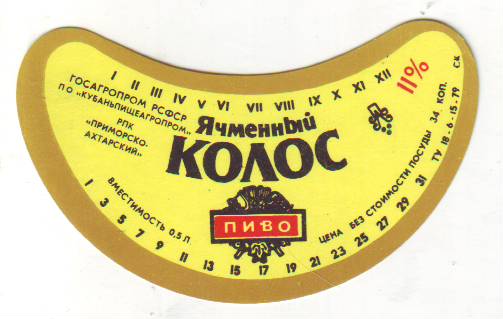 I II III IV V VI VII VIII IX X XI XII
11%
ГОСАГРОПРОМ РСФСР
ПО «КУБАНЬПИЩЕАГРОПРОМ»
РПК
«ПРИМОРСКО-
АХТАРСКИЙ»
Ячменный
КОЛОС
ПИВО
ВМЕСТИМОСТЬ 0,5 Л
ЦЕНА БЕЗ СТОИМОСТИ ПОСУДЫ 34 КОП.
ТУ 18-6-15-79 СК
1 3 5 7 9 11 13 15 17 19 21 23 25 27 29 31